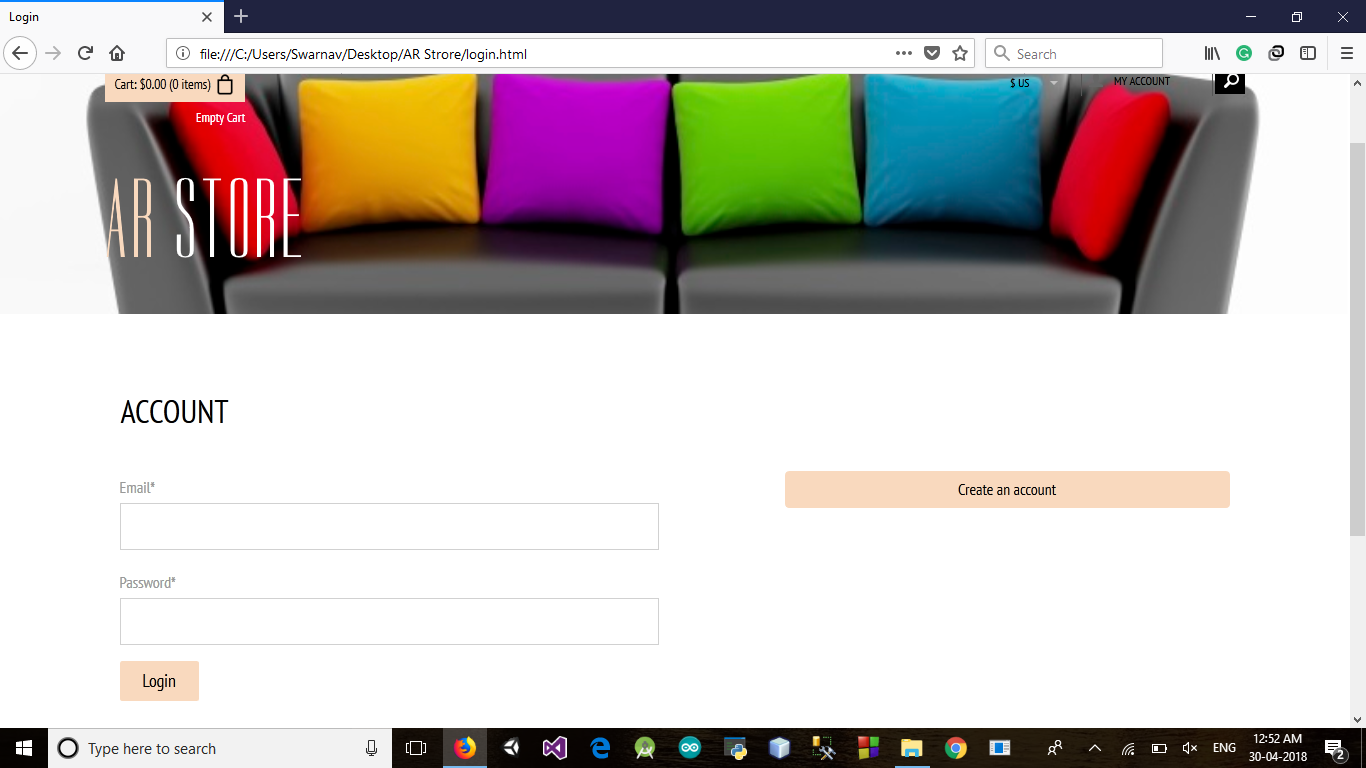 Login
file:///C:/Users/Swarnav/Desktop/AR Strore/login.html
Search
Cart: $0.00 (0 items)
$ US
MY ACCOUNT
Empty Cart
AR STORE
ACCOUNT
Email*
Create an account
Password*
Login
Type here to search
ENG
12:52 AM
30-04-2018
2